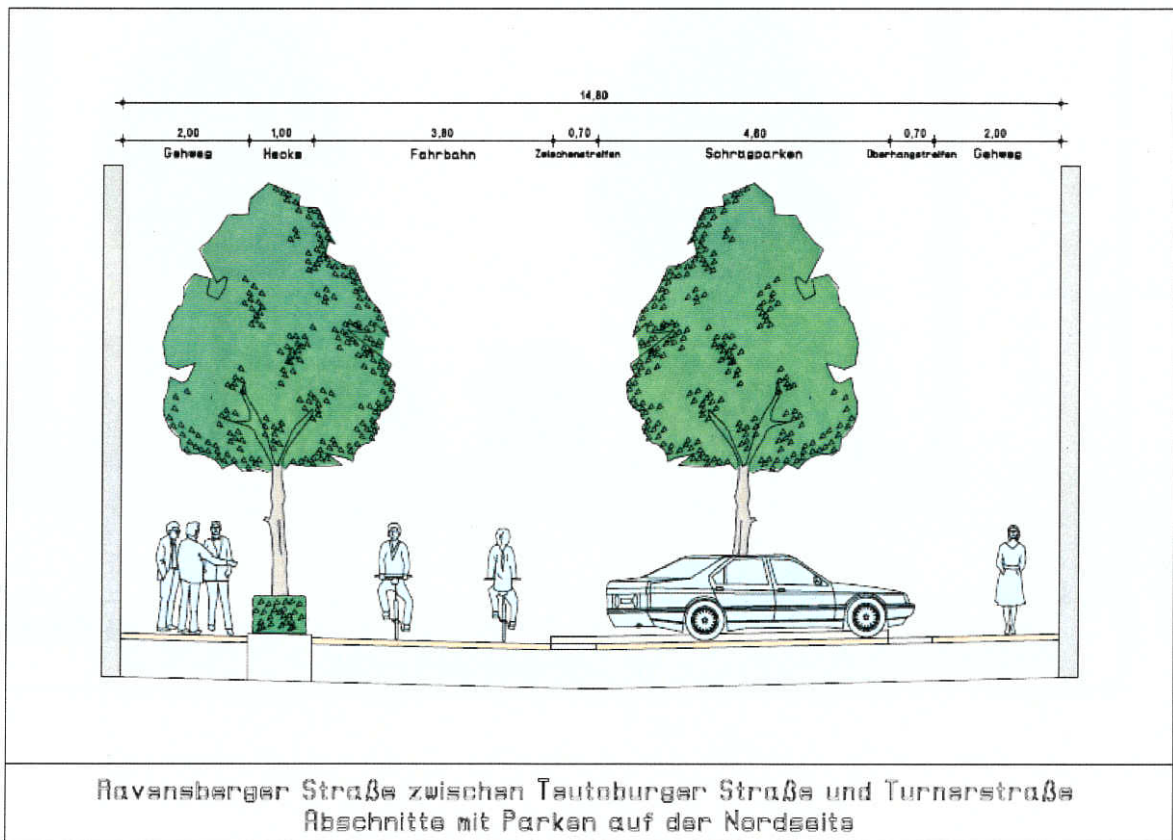 14,80
2,00 1,00 3,80 0,70 4,60 0,70 2,00
Gehweg Hecke Fahrbahn Zwischenstreifen Schrägparken Überhangstreifen Gehweg
Ravensberger Straße zwischen Teutoburger Straße und Turnerstraße
Abschnitte mit Parken auf der Nordseite